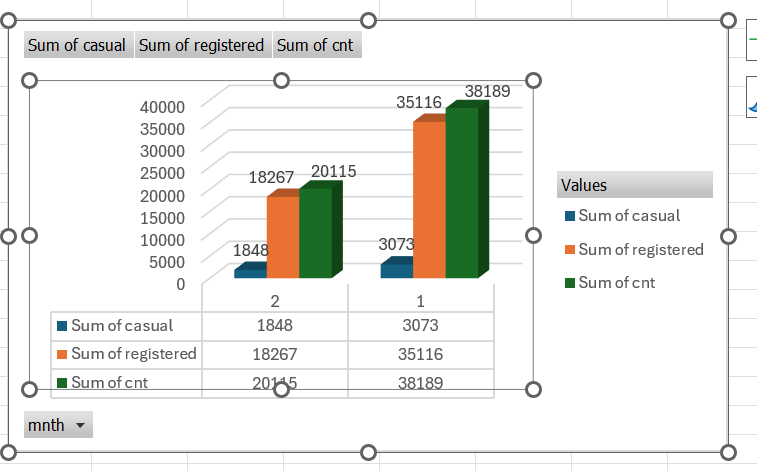 Sum of casual Sum of registered Sum of cnt
38189
40000 35116
35000
30000
25000
18267 20115
20000
15000
10000
1848 3073
5000
0
2 1
Sum of casual 1848 3073
Sum of registered 18267 35116
Sum of cnt 20115 38189
Values
Sum of casual
Sum of registered
Sum of cnt
mnth